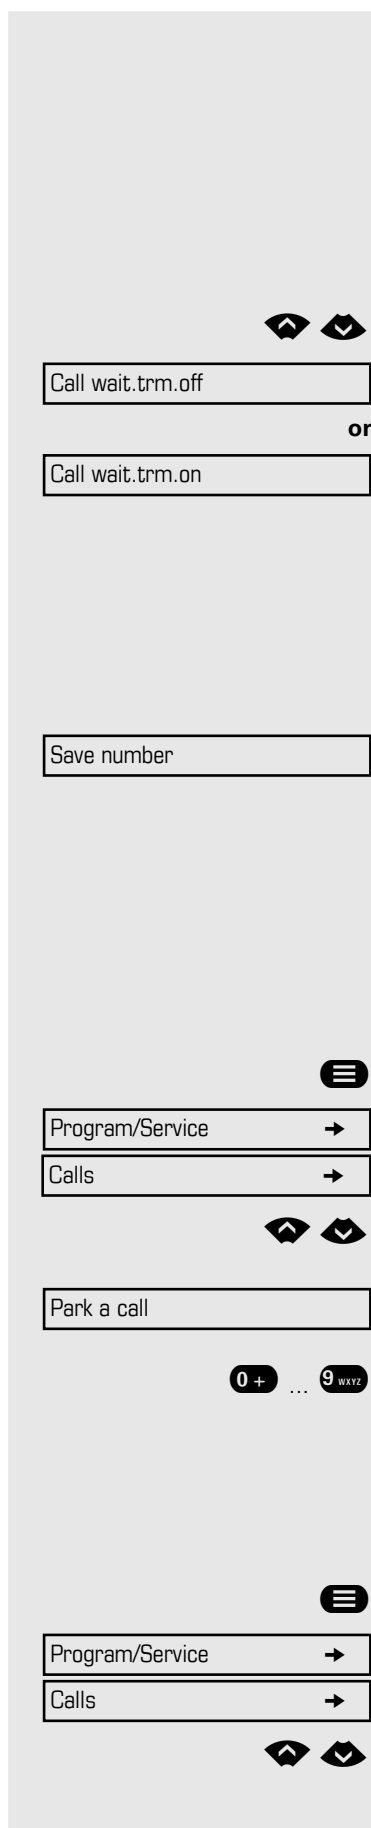 Call wait.trm.off
or
Call wait.trm.on
Save number
Program/Service
Calls
Park a call
0 + ... 9 WXYZ
Program/Service
Calls